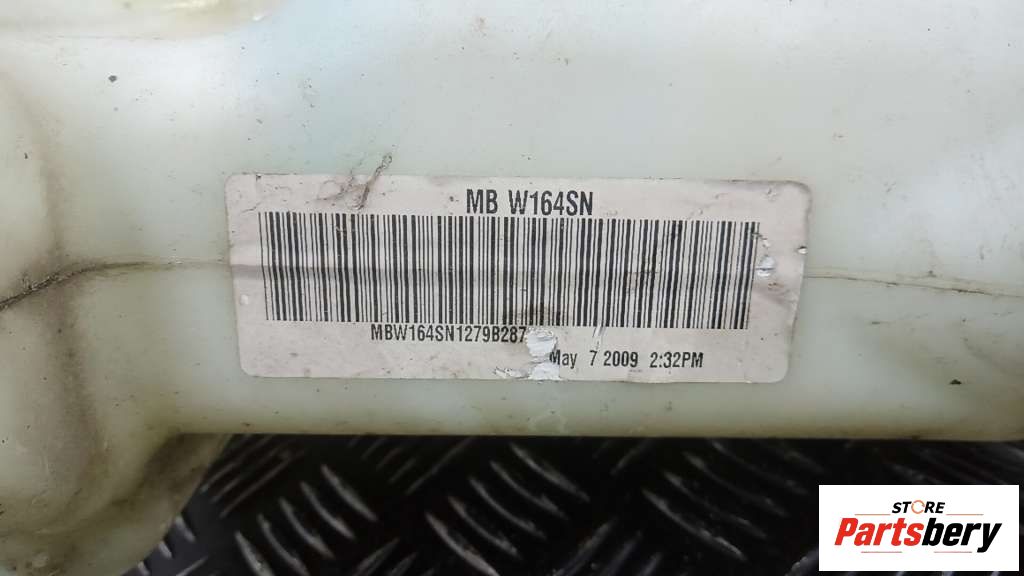 MB W164SN
MBW164SN1279B287
May 7 2009 2:32PM
STORE
Partsbery